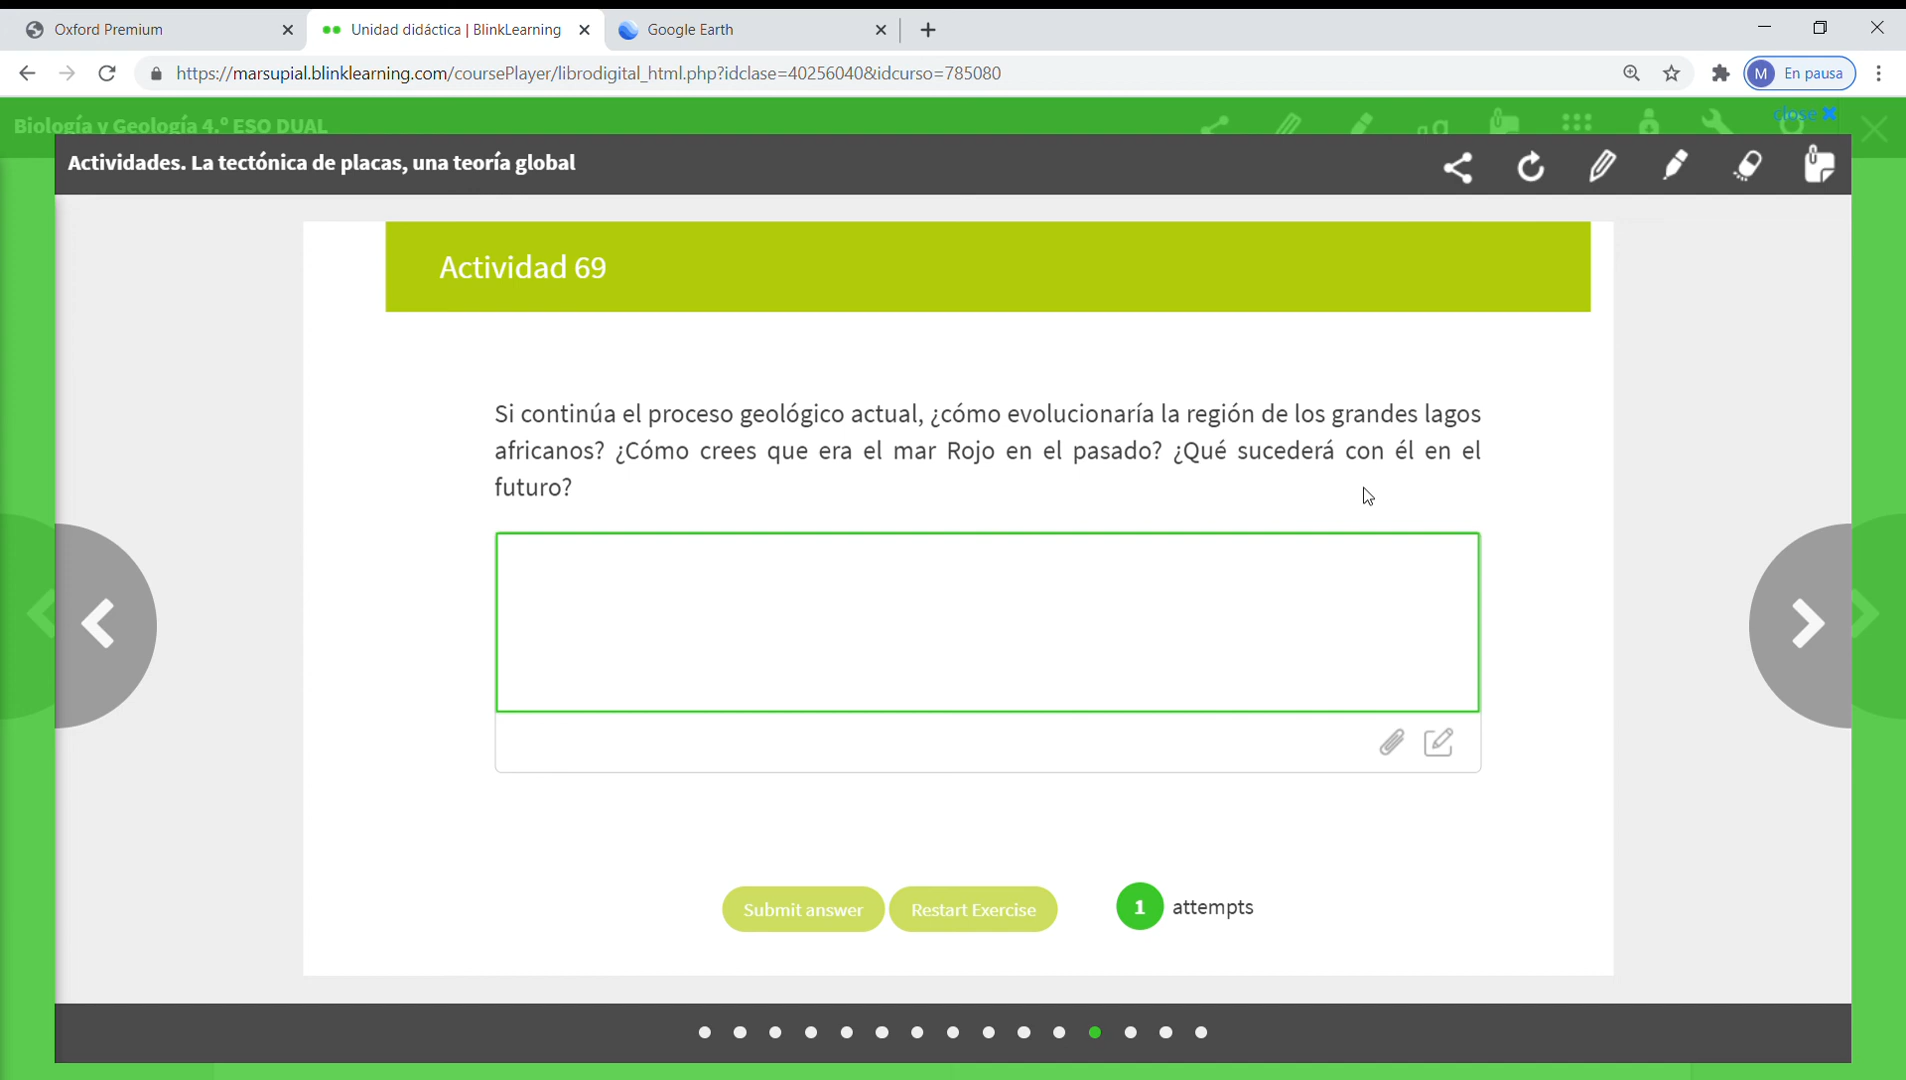 Oxford Premium
Unidad didáctica | BlinkLearning
Google Earth
https://marsupial.blinklearning.com/coursePlayer/librodigital_html.php?idclase=40256040&idcurso=785080
M
En pausa
Biología y Geología 4.º ESO DUAL
close
Actividades. La tectónica de placas, una teoría global
Actividad 69
Si continúa el proceso geológico actual, ¿cómo evolucionaría la región de los grandes lagos
africanos? ¿Cómo crees que era el mar Rojo en el pasado? ¿Qué sucederá con él en el
futuro?
Submit answer
Restart Exercise
1 attempts